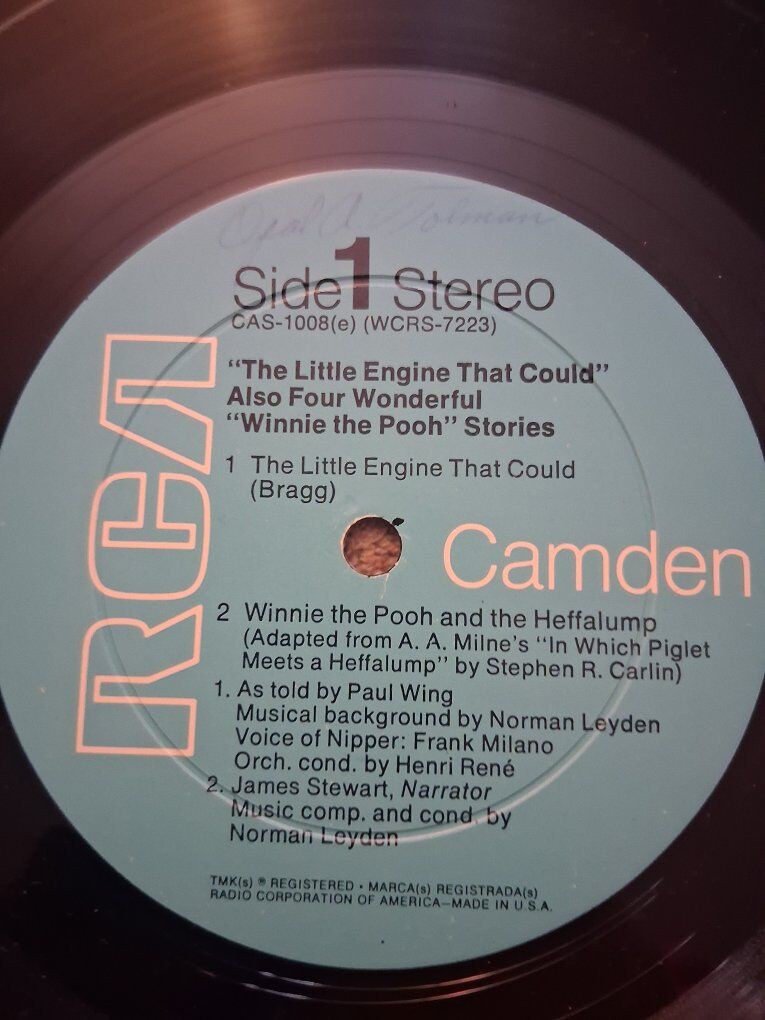 Opal A. Tolman
Side 1 Stereo
CAS-1008(e) (WCRS-7223)
"The Little Engine That Could"
Also Four Wonderful
"Winnie the Pooh" Stories
1 The Little Engine That Could
(Bragg)
RCA
Camden
2 Winnie the Pooh and the Heffalump
(Adapted from A. A. Milne's "In Which Piglet
Meets a Heffalump" by Stephen R. Carlin)
1. As told by Paul Wing
Musical background by Norman Leyden
Voice of Nipper: Frank Milano
Orch. cond. by Henri René
2. James Stewart, Narrator
Music comp. and cond. by
Norman Leyden
TMK(s) ® REGISTERED • MARCA(s) REGISTRADA(s)
RADIO CORPORATION OF AMERICA—MADE IN U.S.A.